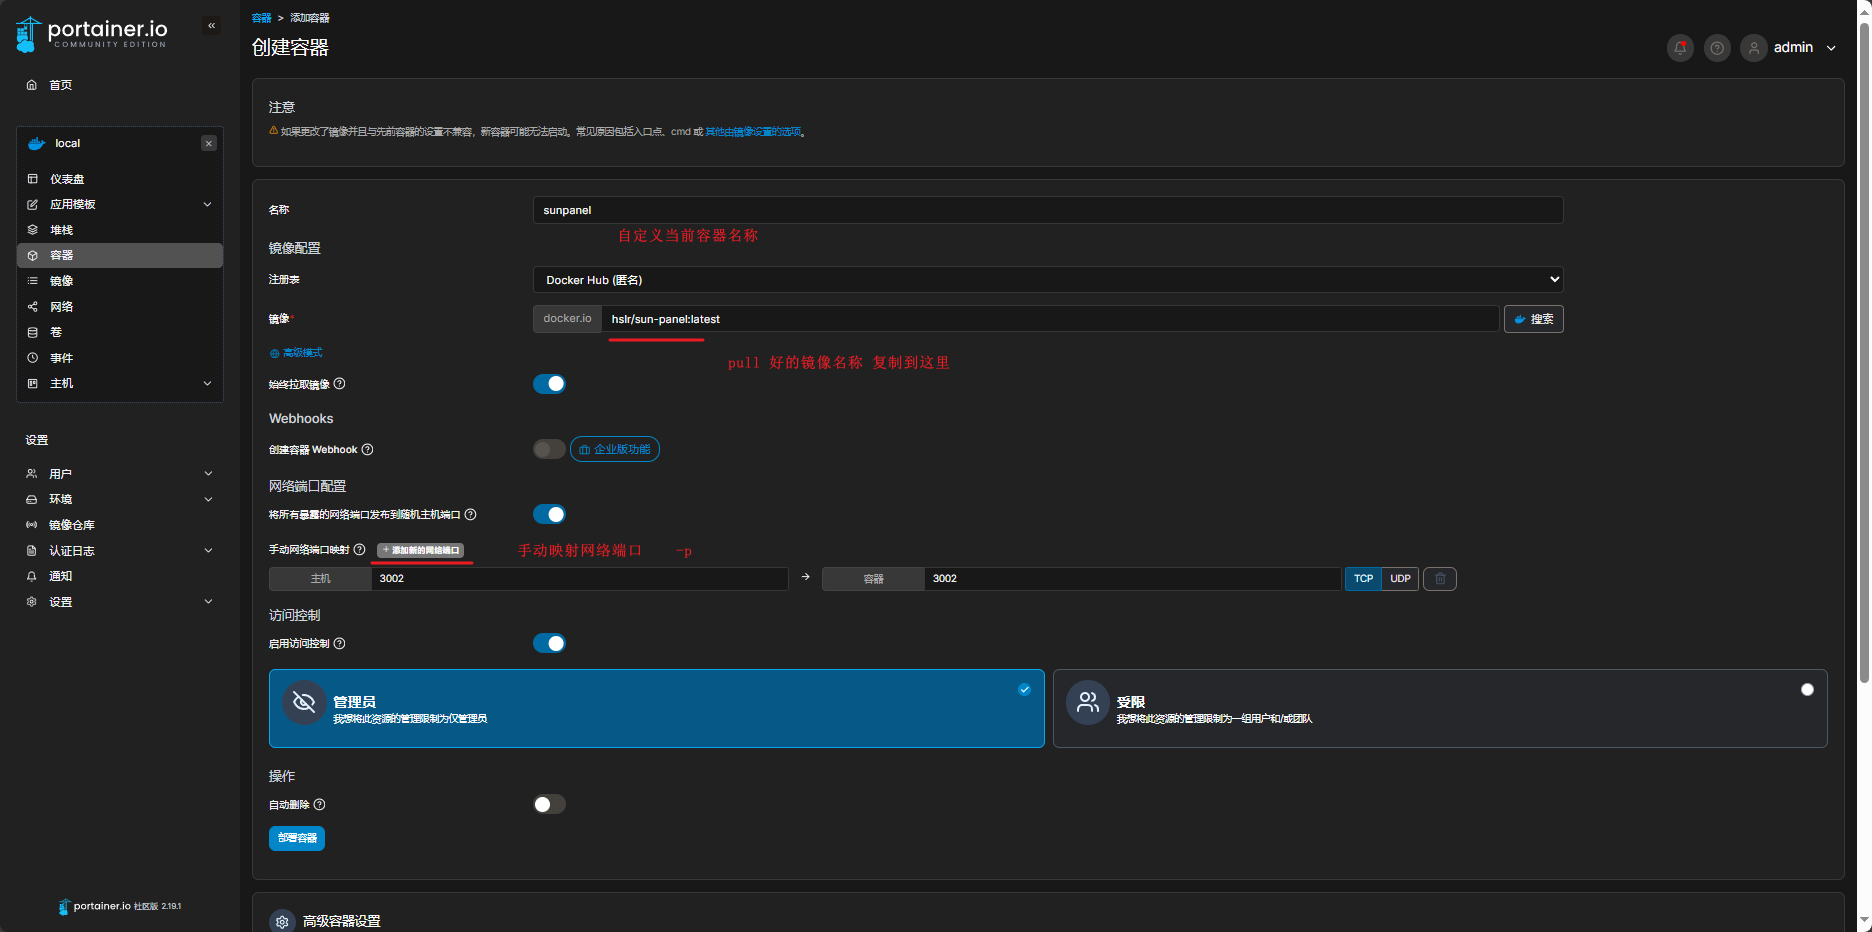 portainer.io
COMMUNITY EDITION
«
首页
local
仪表盘
应用模板
堆栈
容器
镜像
网络
卷
事件
主机
设置
用户
环境
镜像仓库
认证日志
通知
设置
portainer.io 社区版 2.19.1
容器 > 添加容器
创建容器
admin
注意
如果更改了镜像并且与先前容器的设置不兼容，新容器可能无法启动。常见原因包括入口点、cmd 或 其他由镜像设置的选项。
名称 sunpanel
自定义当前容器名称
镜像配置
注册表 Docker Hub (匿名)
镜像* docker.io hslr/sun-panel:latest 搜索
高级模式
pull 好的镜像名称 复制到这里
始终拉取镜像
Webhooks
创建容器 Webhook 企业版功能
网络端口配置
将所有暴露的网络端口发布到随机主机端口
手动网络端口映射 + 添加新的网络端口 手动映射网络端口 -p
主机 3002 → 容器 3002 TCP UDP
访问控制
启用访问控制
管理员
我想将此资源的管理限制为仅管理员
受限
我想将此资源的管理限制为一组用户和/或团队
操作
自动删除
部署容器
高级容器设置